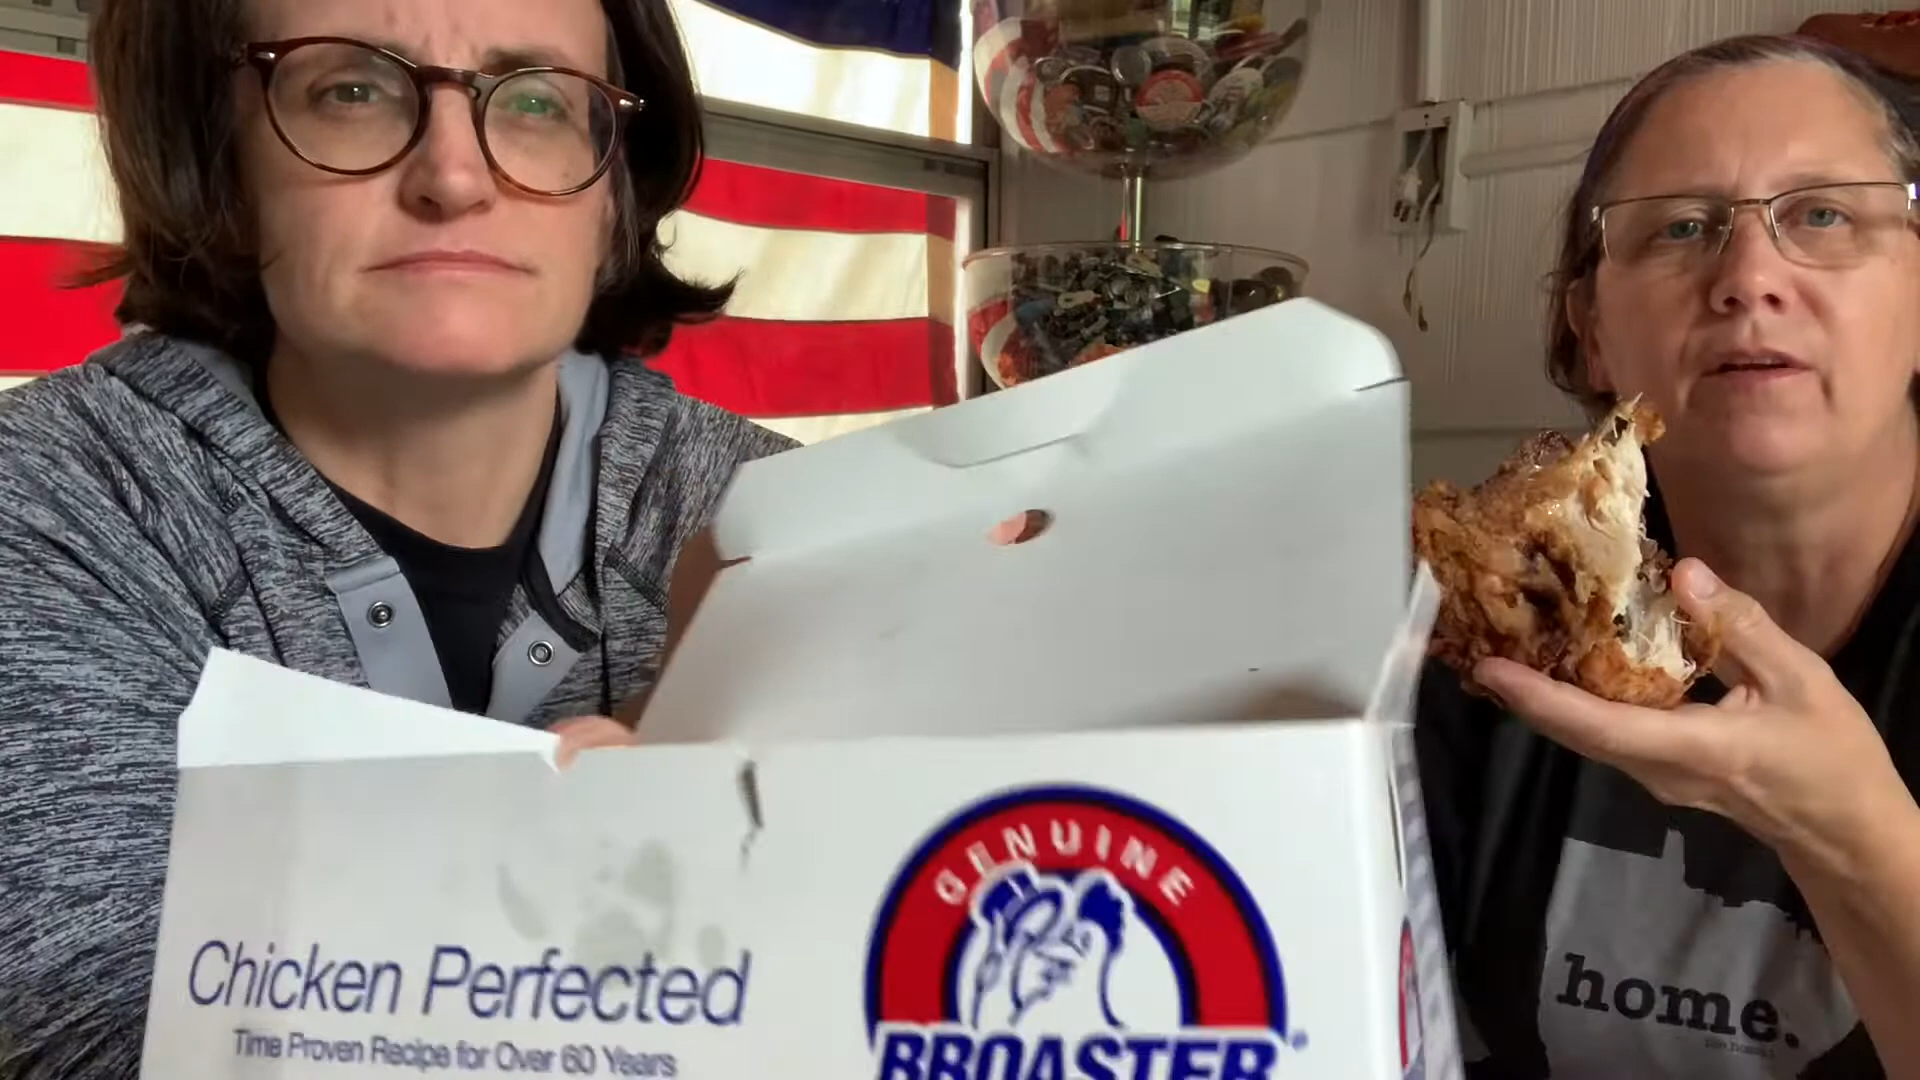 GENUINE
BROASTER
Chicken Perfected
Time Proven Recipe for Over 60 Years
home.